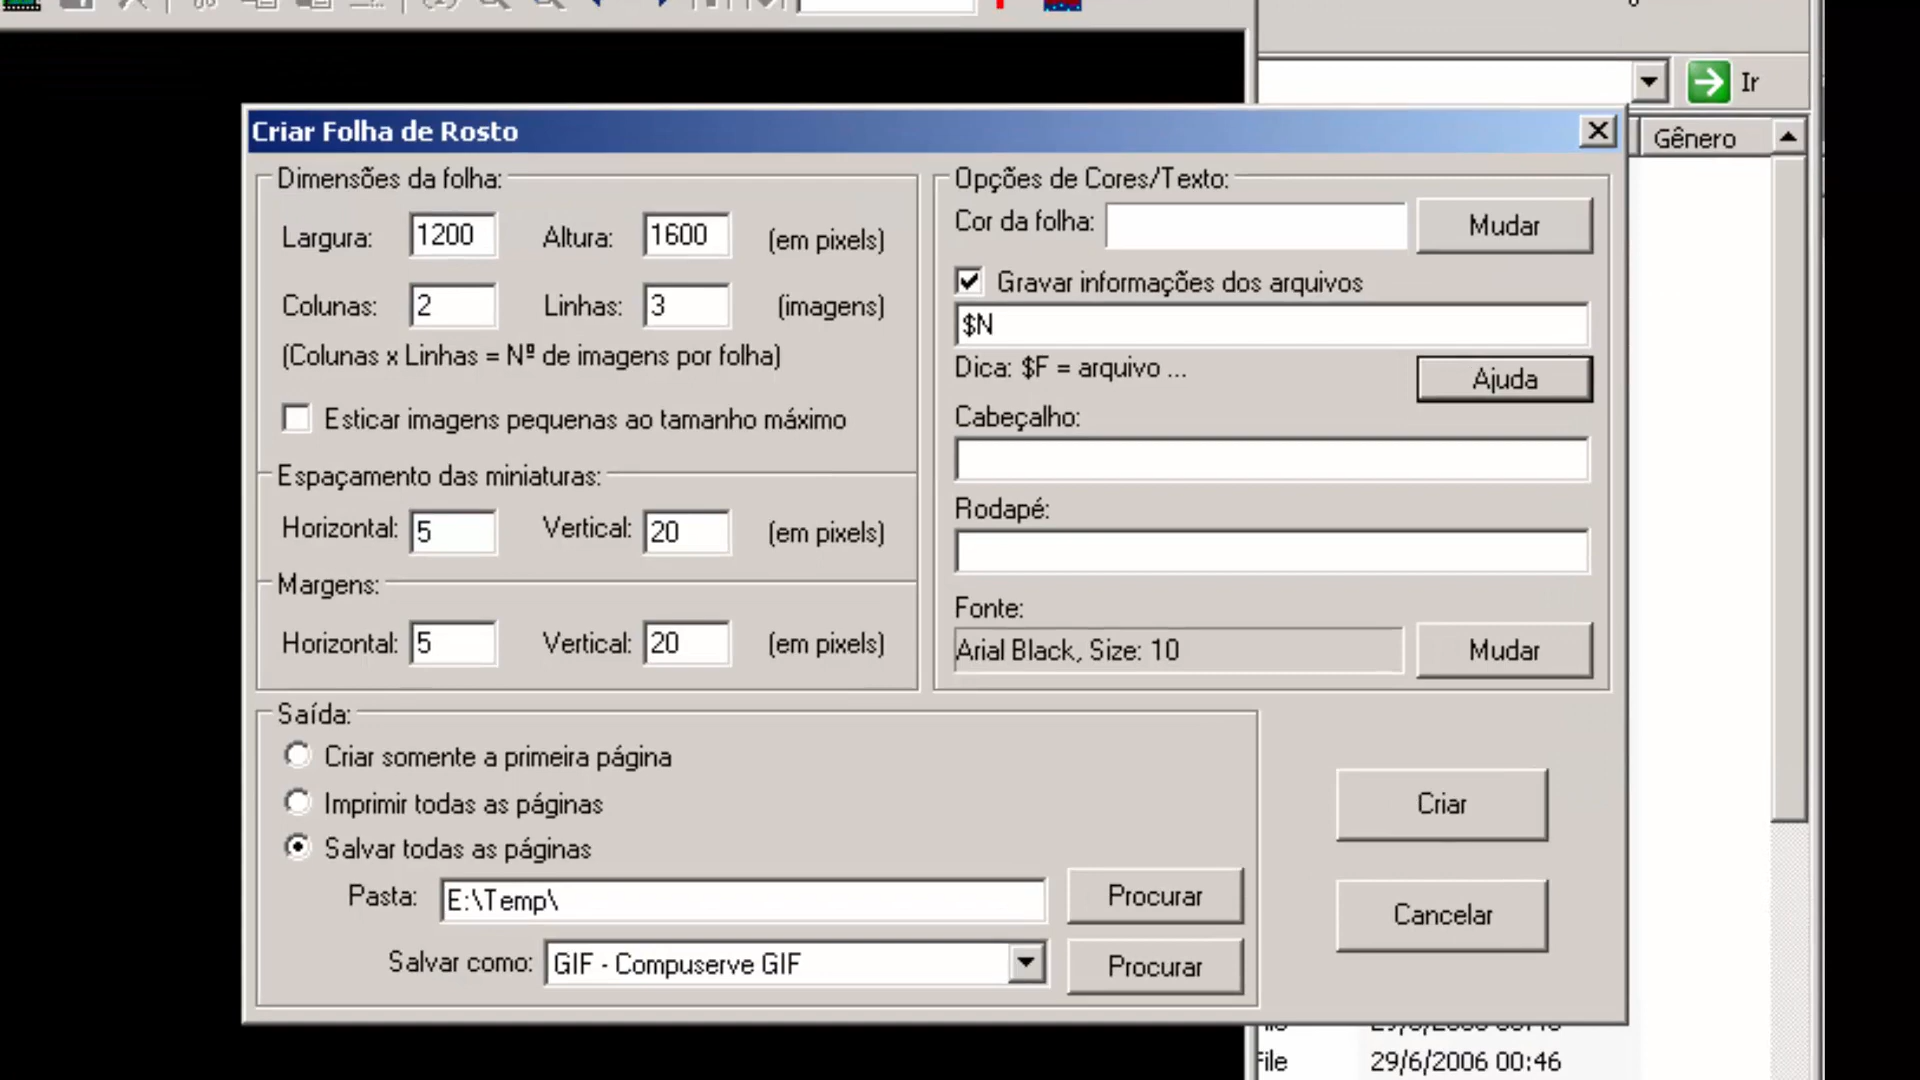 Ir
Gênero
Criar Folha de Rosto
Dimensões da folha:
Largura: 1200 Altura: 1600 (em pixels)
Colunas: 2 Linhas: 3 (imagens)
(Colunas x Linhas = Nº de imagens por folha)
Esticar imagens pequenas ao tamanho máximo
Espaçamento das miniaturas:
Horizontal: 5 Vertical: 20 (em pixels)
Margens:
Horizontal: 5 Vertical: 20 (em pixels)
Opções de Cores/Texto:
Cor da folha: Mudar
Gravar informações dos arquivos
$N
Dica: $F = arquivo ...
Ajuda
Cabeçalho:
Rodapé:
Fonte:
Arial Black, Size: 10 Mudar
Saída:
Criar somente a primeira página
Imprimir todas as páginas
Salvar todas as páginas
Pasta: E:\Temp\ Procurar
Salvar como: GIF - Compuserve GIF Procurar
Criar
Cancelar
File 29/6/2006 00:46